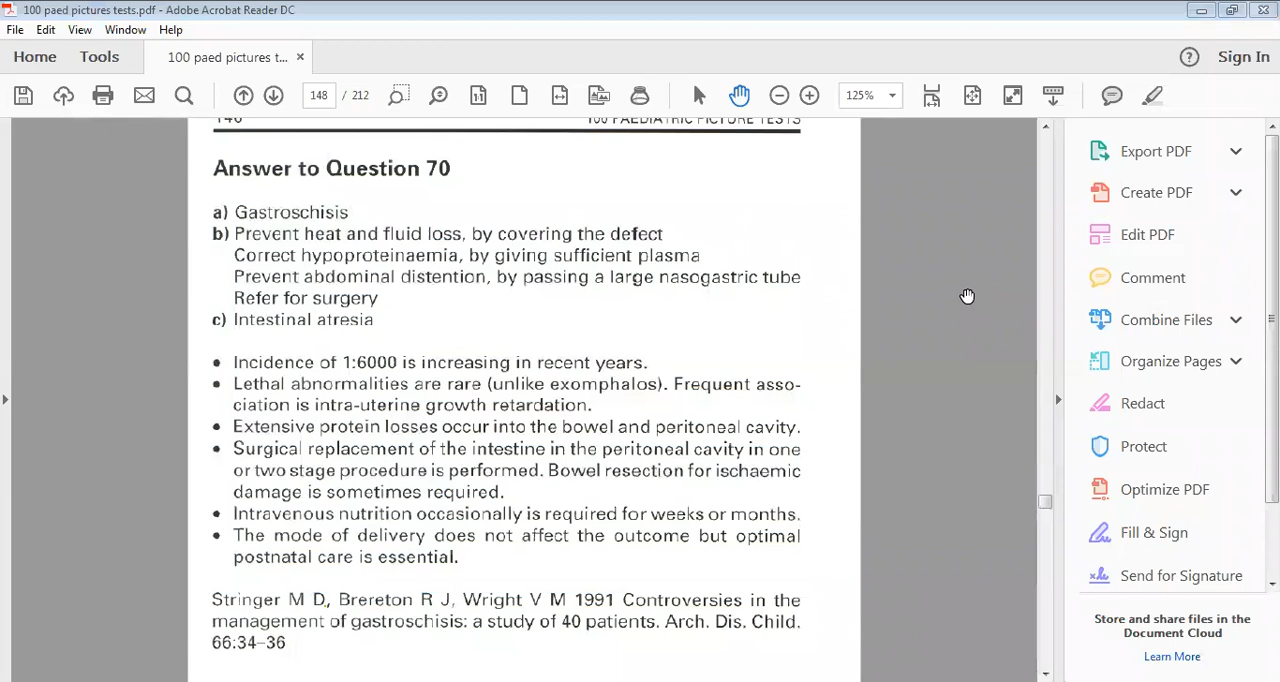 100 paed pictures tests.pdf - Adobe Acrobat Reader DC
File Edit View Window Help
Home Tools 100 paed pictures t... × Sign In
148 / 212 125%
146 100 PAEDIATRIC PICTURE TESTS
Answer to Question 70
a) Gastroschisis
b) Prevent heat and fluid loss, by covering the defect
Correct hypoproteinaemia, by giving sufficient plasma
Prevent abdominal distention, by passing a large nasogastric tube
Refer for surgery
c) Intestinal atresia
• Incidence of 1:6000 is increasing in recent years.
• Lethal abnormalities are rare (unlike exomphalos). Frequent asso-
ciation is intra-uterine growth retardation.
• Extensive protein losses occur into the bowel and peritoneal cavity.
• Surgical replacement of the intestine in the peritoneal cavity in one
or two stage procedure is performed. Bowel resection for ischaemic
damage is sometimes required.
• Intravenous nutrition occasionally is required for weeks or months.
• The mode of delivery does not affect the outcome but optimal
postnatal care is essential.
Stringer M D, Brereton R J, Wright V M 1991 Controversies in the
management of gastroschisis: a study of 40 patients. Arch. Dis. Child.
66:34–36
Export PDF
Create PDF
Edit PDF
Comment
Combine Files
Organize Pages
Redact
Protect
Optimize PDF
Fill & Sign
Send for Signature
Store and share files in the
Document Cloud
Learn More